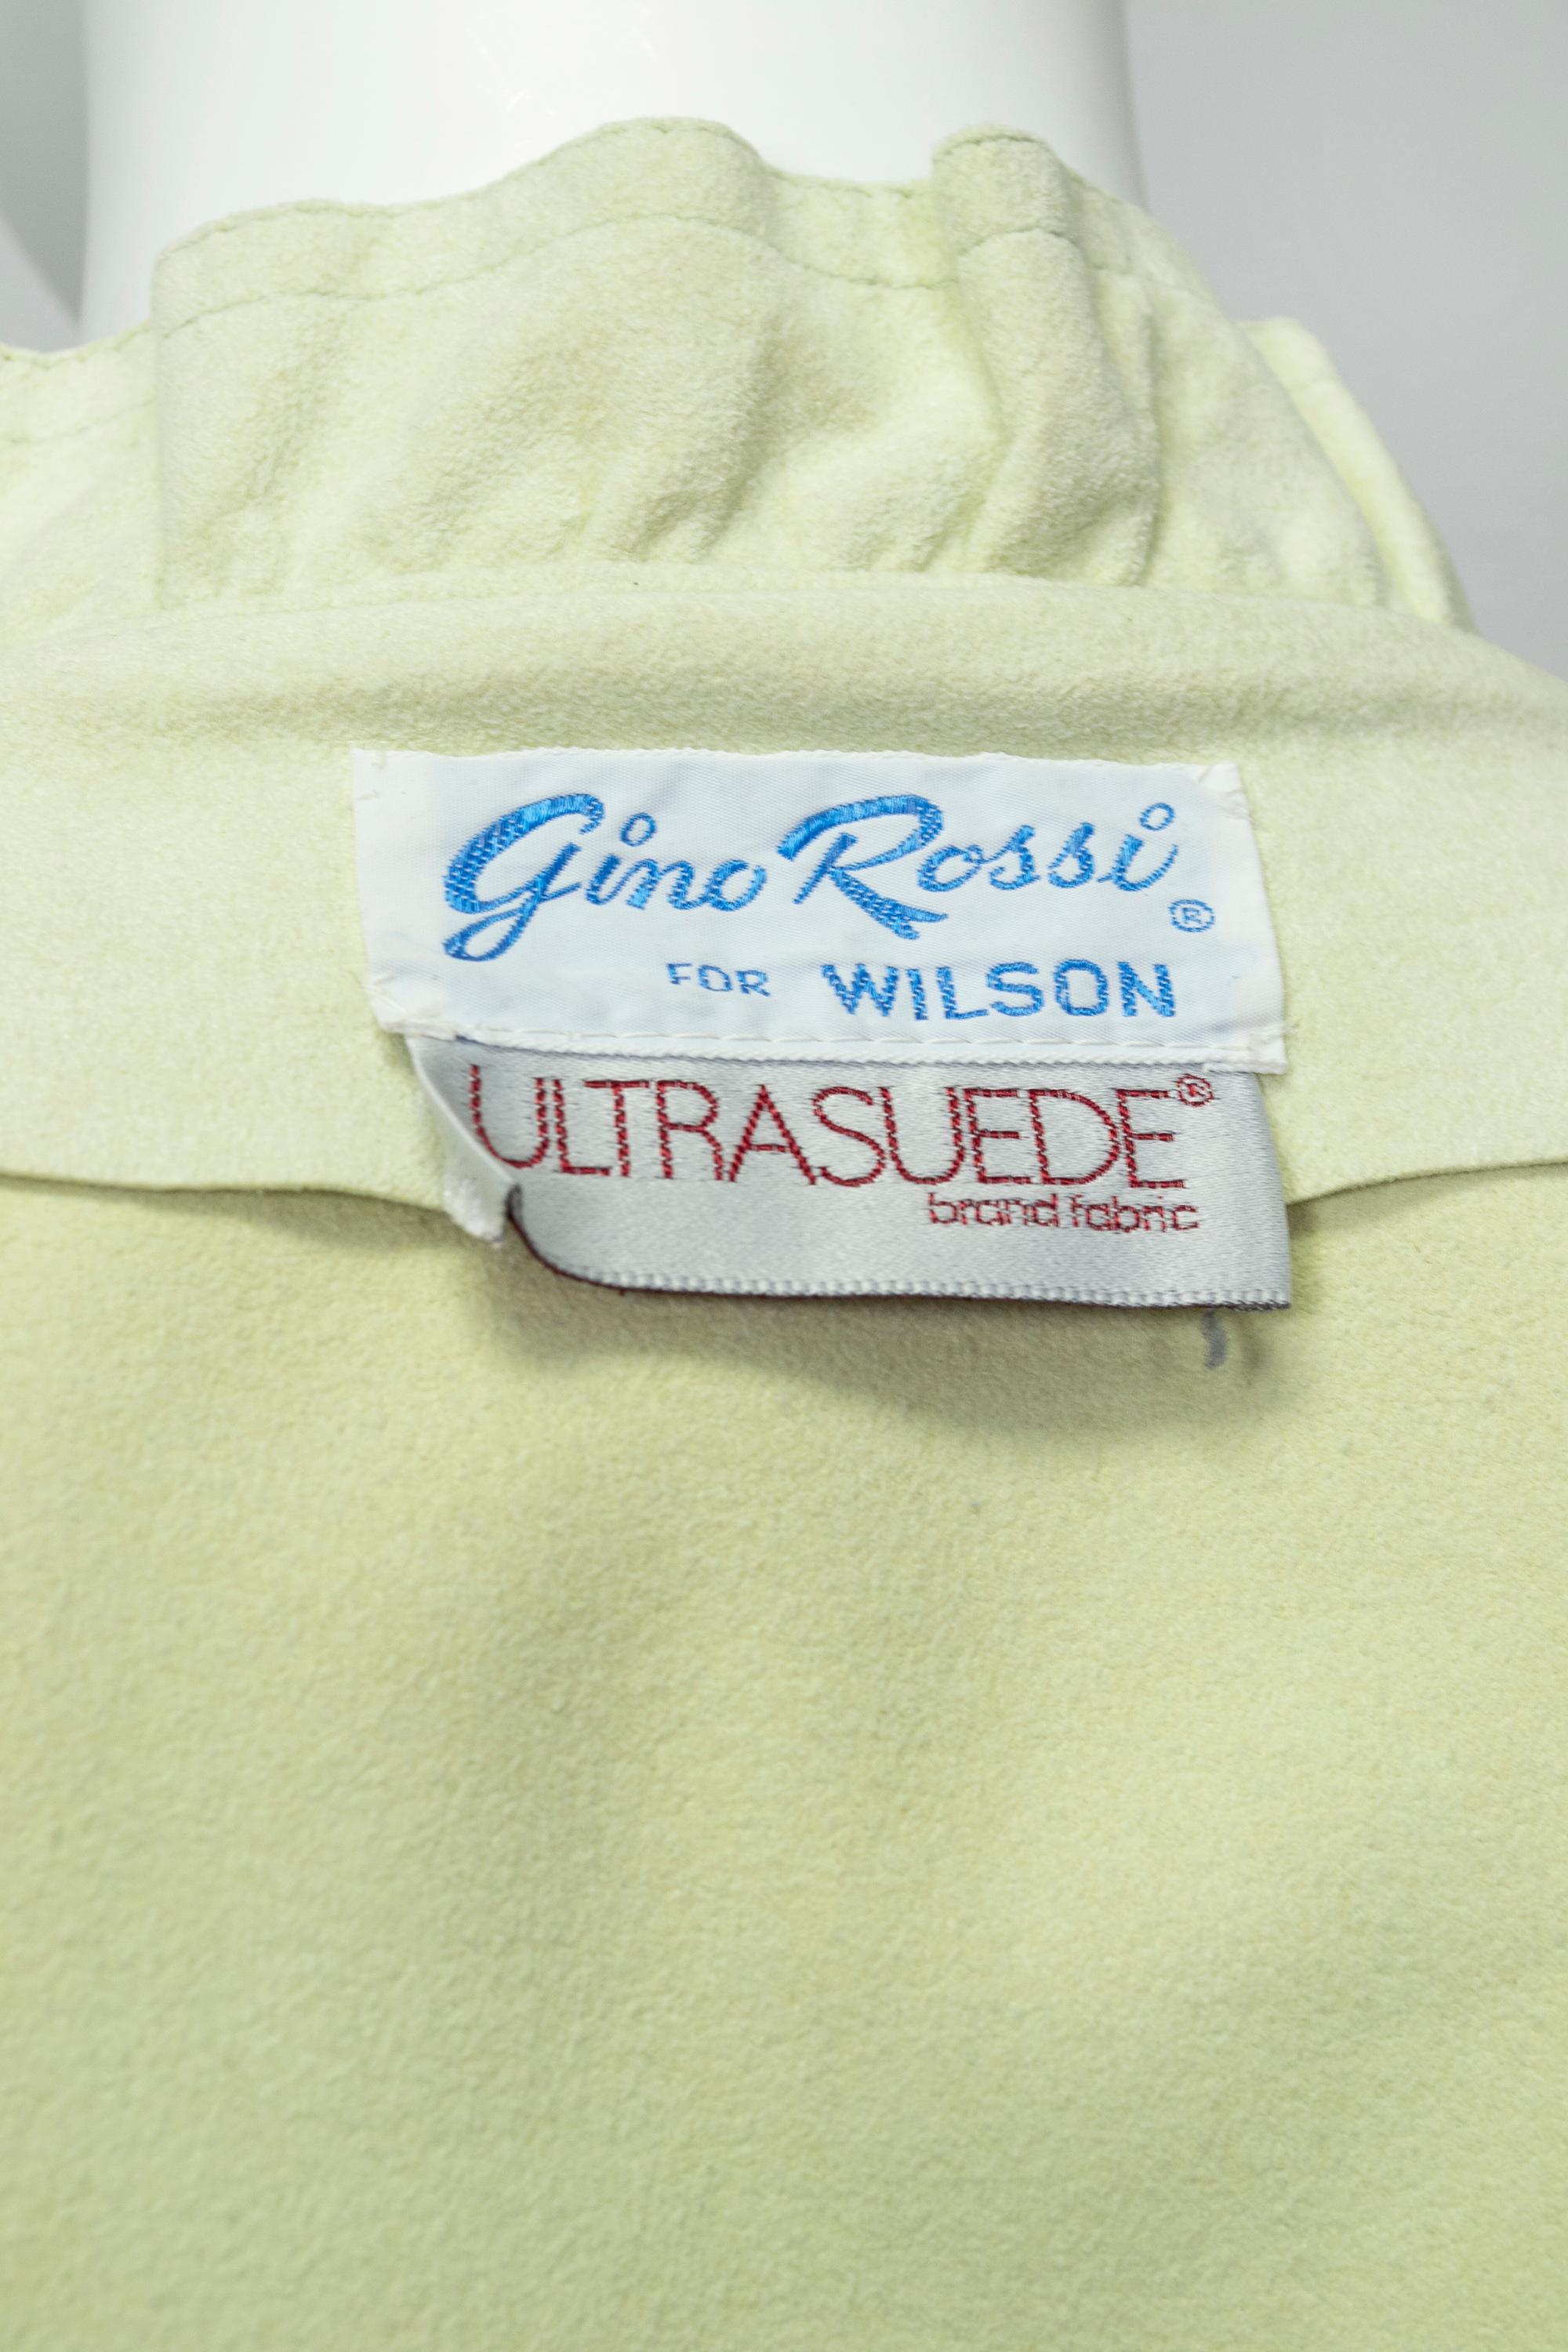 Gino Rossi ®
FOR WILSON
ULTRASUEDE®
brand fabric